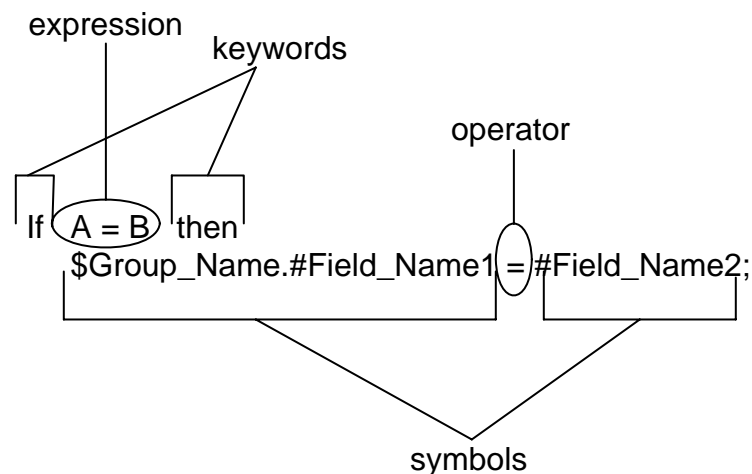 expression
keywords
operator
If A = B then
$Group_Name.#Field_Name1 = #Field_Name2;
symbols